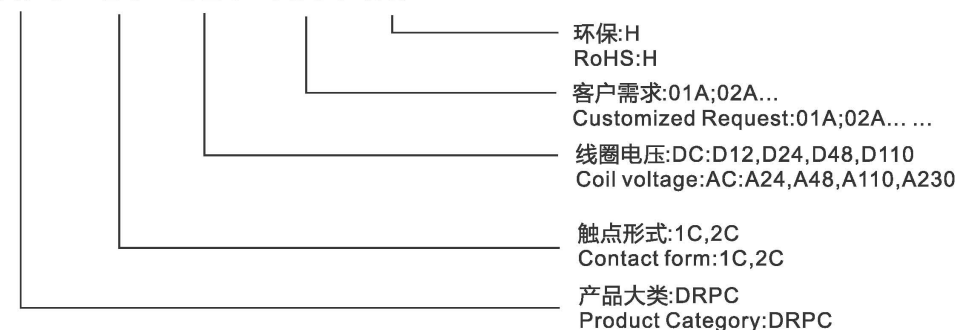 环保:H
RoHS:H
客户需求:01A;02A...
Customized Request:01A;02A... ...
线圈电压:DC:D12,D24,D48,D110
Coil voltage:AC:A24,A48,A110,A230
触点形式:1C,2C
Contact form:1C,2C
产品大类:DRPC
Product Category:DRPC